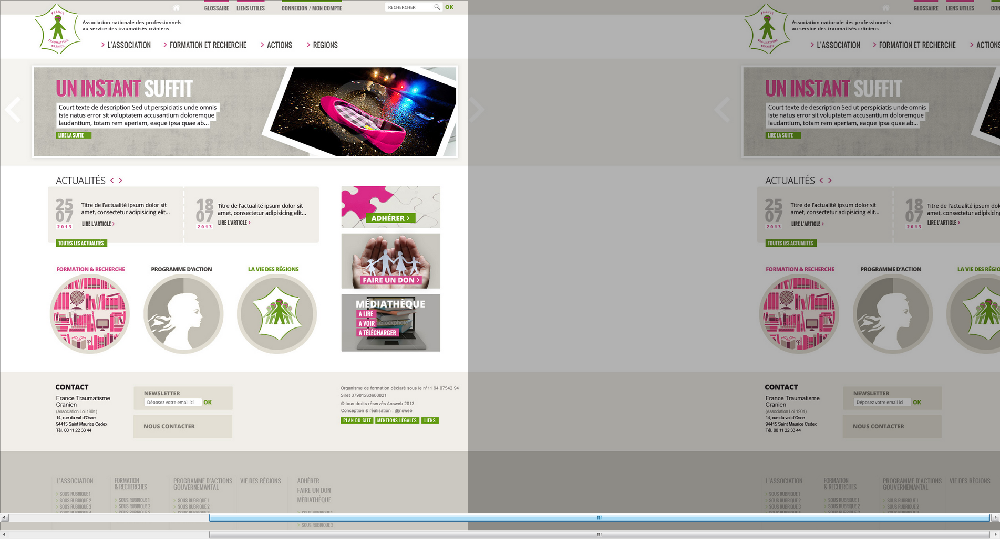 GLOSSAIRE
LIENS UTILES
CONNEXION / MON COMPTE
RECHERCHER
OK
FRANCE
TRAUMATISME
CRÂNIEN
Association nationale des professionnels
au service des traumatisés crâniens
L'ASSOCIATION
FORMATION ET RECHERCHE
ACTIONS
REGIONS
UN INSTANT SUFFIT
Court texte de description Sed ut perspiciatis unde omnis
iste natus error sit voluptatem accusantium doloremque
laudantium, totam rem aperiam, eaque ipsa quae ab...
LIRE LA SUITE
ACTUALITÉS
25
07
2013
Titre de l'actualité ipsum dolor sit
amet, consectetur adipisicing elit...
LIRE L'ARTICLE
18
07
2013
Titre de l'actualité ipsum dolor sit
amet, consectetur adipisicing elit...
LIRE L'ARTICLE
TOUTES LES ACTUALITÉS
ADHÉRER
FAIRE UN DON
MÉDIATHÈQUE
A LIRE
A VOIR
A TÉLÉCHARGER
FORMATION & RECHERCHE
PROGRAMME D'ACTION
LA VIE DES RÉGIONS
CONTACT
France Traumatisme
Cranien
(Association Loi 1901)
14, rue du val d'Osne
94415 Saint Maurice Cedex
Tél. 00 11 22 33 44
NEWSLETTER
Déposez votre email ici
OK
NOUS CONTACTER
Organisme de formation déclaré sous le n°11 94 07542 94
Siret 37901263600021
© tous droits réservés Answeb 2013
Conception & réalisation : @nsweb
PLAN DU SITE
MENTIONS LÉGALES
LIENS
L'ASSOCIATION
SOUS RUBRIQUE 1
SOUS RUBRIQUE 2
SOUS RUBRIQUE 3
SOUS RUBRIQUE 4
FORMATION
& RECHERCHES
SOUS RUBRIQUE 1
SOUS RUBRIQUE 2
SOUS RUBRIQUE 3
PROGRAMME D'ACTIONS
GOUVERNEMANTAL
SOUS RUBRIQUE 1
SOUS RUBRIQUE 2
SOUS RUBRIQUE 3
VIE DES RÉGIONS
ADHÉRER
FAIRE UN DON
MÉDIATHÈQUE
SOUS RUBRIQUE 1
SOUS RUBRIQUE 3
GLOSSAIRE
LIENS UTILES
CON
FRANCE
TRAUMATISME
CRÂNIEN
Association nationale des professionnels
au service des traumatisés crâniens
L'ASSOCIATION
FORMATION ET RECHERCHE
ACTIONS
UN INSTANT SUFFIT
Court texte de description Sed ut perspiciatis unde omnis
iste natus error sit voluptatem accusantium doloremque
laudantium, totam rem aperiam, eaque ipsa quae ab...
LIRE LA SUITE
ACTUALITÉS
25
07
2013
Titre de l'actualité ipsum dolor sit
amet, consectetur adipisicing elit...
LIRE L'ARTICLE
18
07
2013
Titre de l'actualité ipsum dol
amet, consectetur adipisicing
LIRE L'ARTICLE
TOUTES LES ACTUALITÉS
FORMATION & RECHERCHE
PROGRAMME D'ACTION
LA VIE DES RÉGIO
CONTACT
France Traumatisme
Cranien
(Association Loi 1901)
14, rue du val d'Osne
94415 Saint Maurice Cedex
Tél. 00 11 22 33 44
NEWSLETTER
Déposez votre email ici
OK
NOUS CONTACTER
L'ASSOCIATION
SOUS RUBRIQUE 1
SOUS RUBRIQUE 2
SOUS RUBRIQUE 3
SOUS RUBRIQUE 4
FORMATION
& RECHERCHES
SOUS RUBRIQUE 1
SOUS RUBRIQUE 2
SOUS RUBRIQUE 3
PROGRAMME D'ACTIONS
GOUVERNEMANTAL
SOUS RUBRIQUE 1
SOUS RUBRIQUE 2
SOUS RUBRIQUE 3
VIE DES RÉGIONS